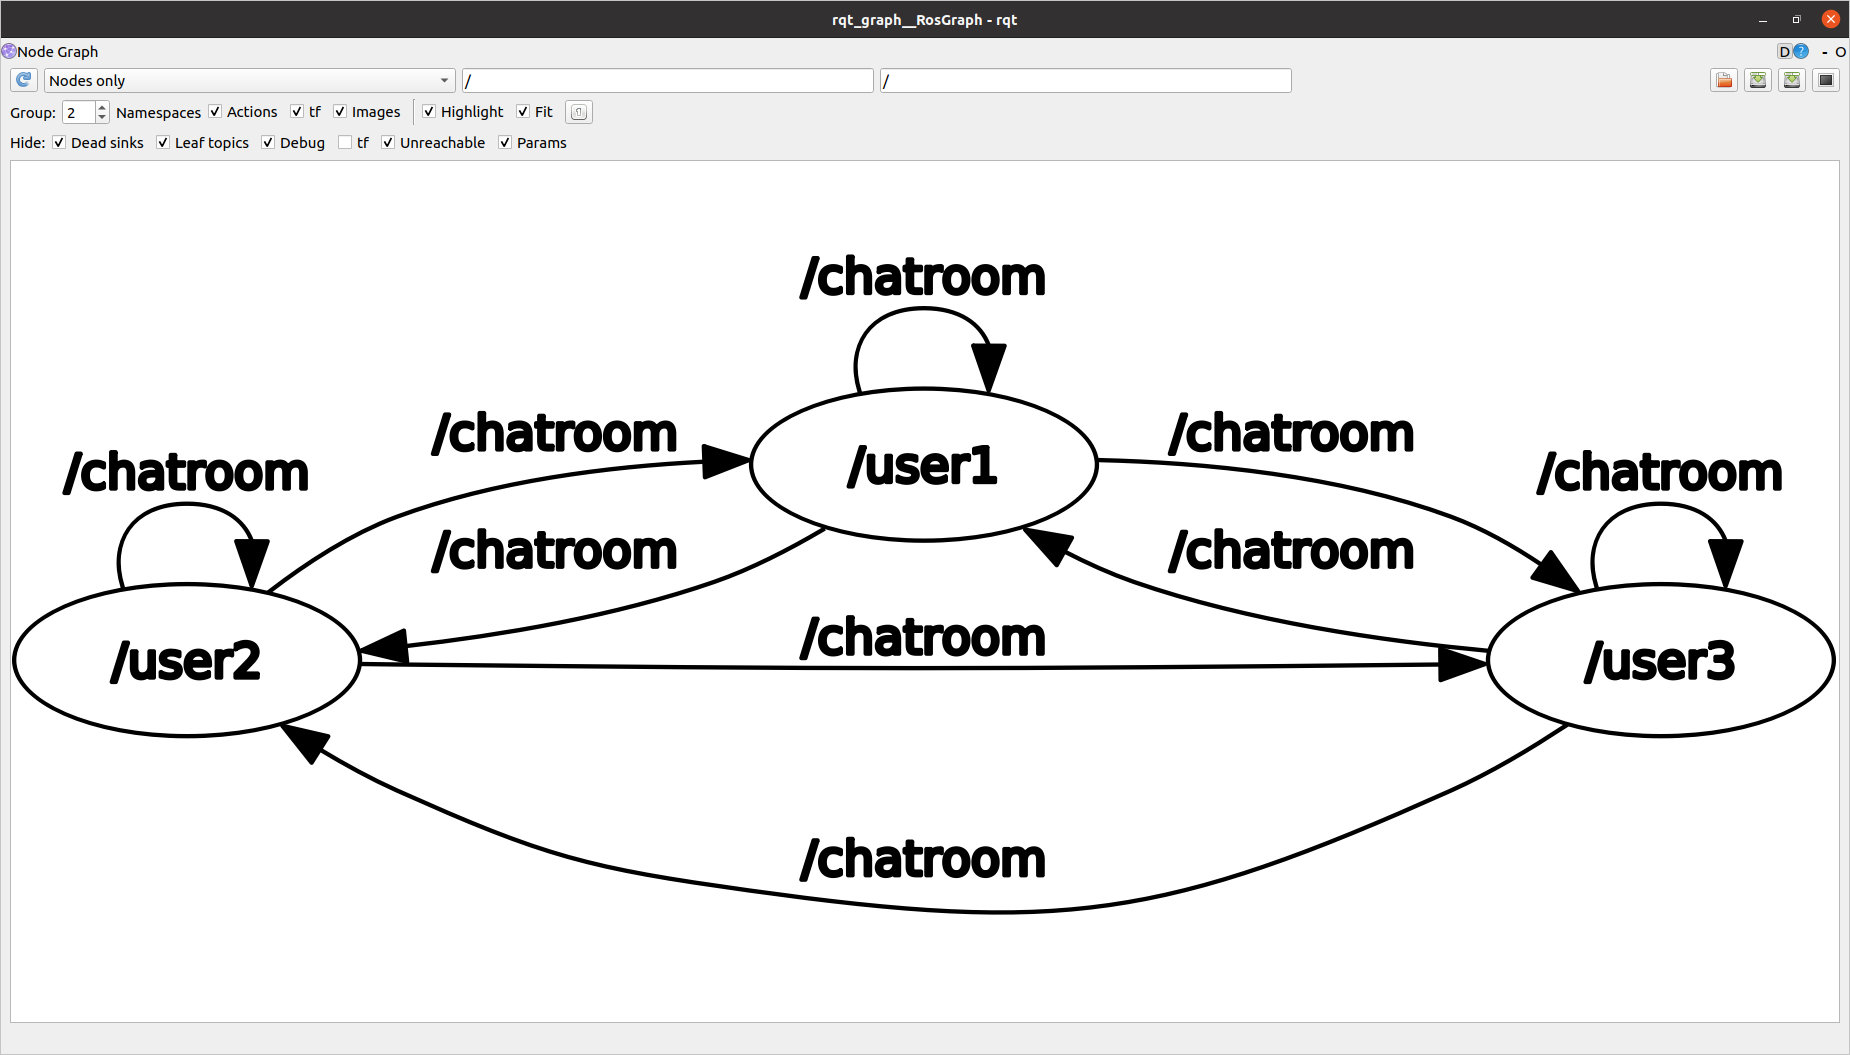 rqt_graph__RosGraph - rqt
Node Graph
D ? - O
Nodes only / /
Group: 2 Namespaces Actions tf Images Highlight Fit
Hide: Dead sinks Leaf topics Debug tf Unreachable Params
/chatroom
/chatroom /user1 /chatroom
/chatroom /chatroom
/chatroom /chatroom
/chatroom
/user2 /user3
/chatroom